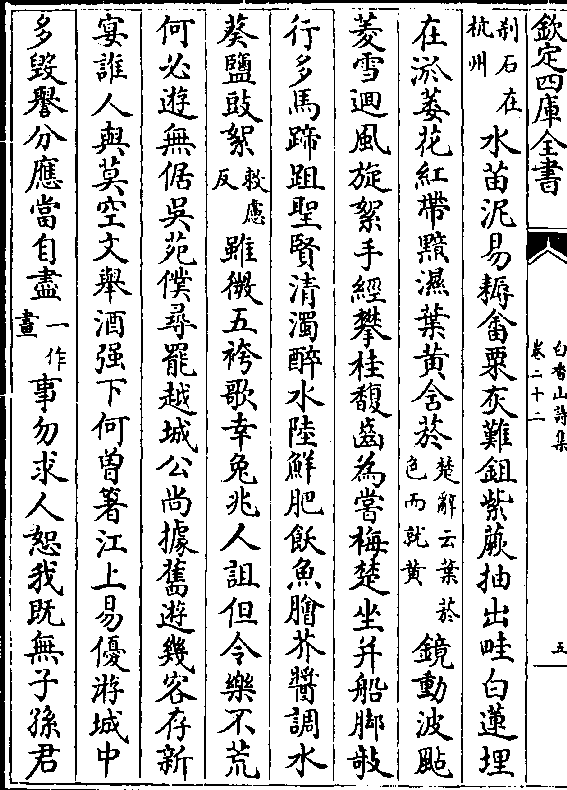 欽定四庫全書
白香山詩集
卷二十二
五
剡石在
杭州
水苗泥易耨畬粟灰難鉏紫蕨抽出畦白蓮埋
在淤萎花紅帶黯濕葉黃含菸
楚辭云葉菸
色而就黃
鏡動波颭
菱雪迴風旋絮手經攀桂馥齒為嘗梅楚坐并船脚敧
行多馬蹄跙聖賢清濁醉水陸鮮肥飫魚膾芥醬調水
葵鹽豉絮
敕慮
反
雖微五袴歌幸免兆人詛但令樂不荒
何必遊無倨吳苑僕尋罷越城公尚據舊遊幾客存新
宴誰人與莫空文舉酒强下何曽箸江上易優游城中
多毀譽分應當自盡
一作
畫
事勿求人恕我既無子孫君